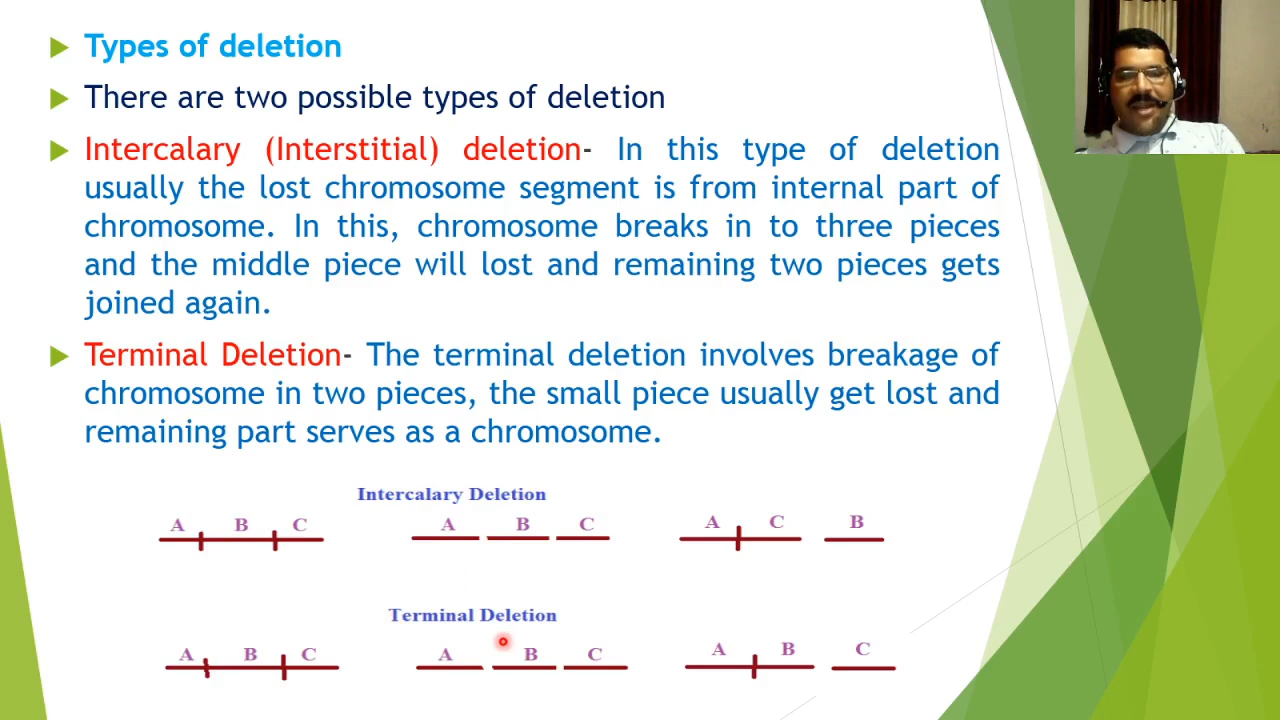 Types of deletion
There are two possible types of deletion
Intercalary (Interstitial) deletion- In this type of deletion
usually the lost chromosome segment is from internal part of
chromosome. In this, chromosome breaks in to three pieces
and the middle piece will lost and remaining two pieces gets
joined again.
Terminal Deletion- The terminal deletion involves breakage of
chromosome in two pieces, the small piece usually get lost and
remaining part serves as a chromosome.
Intercalary Deletion
A B C A B C A C B
Terminal Deletion
A B C A B C A B C